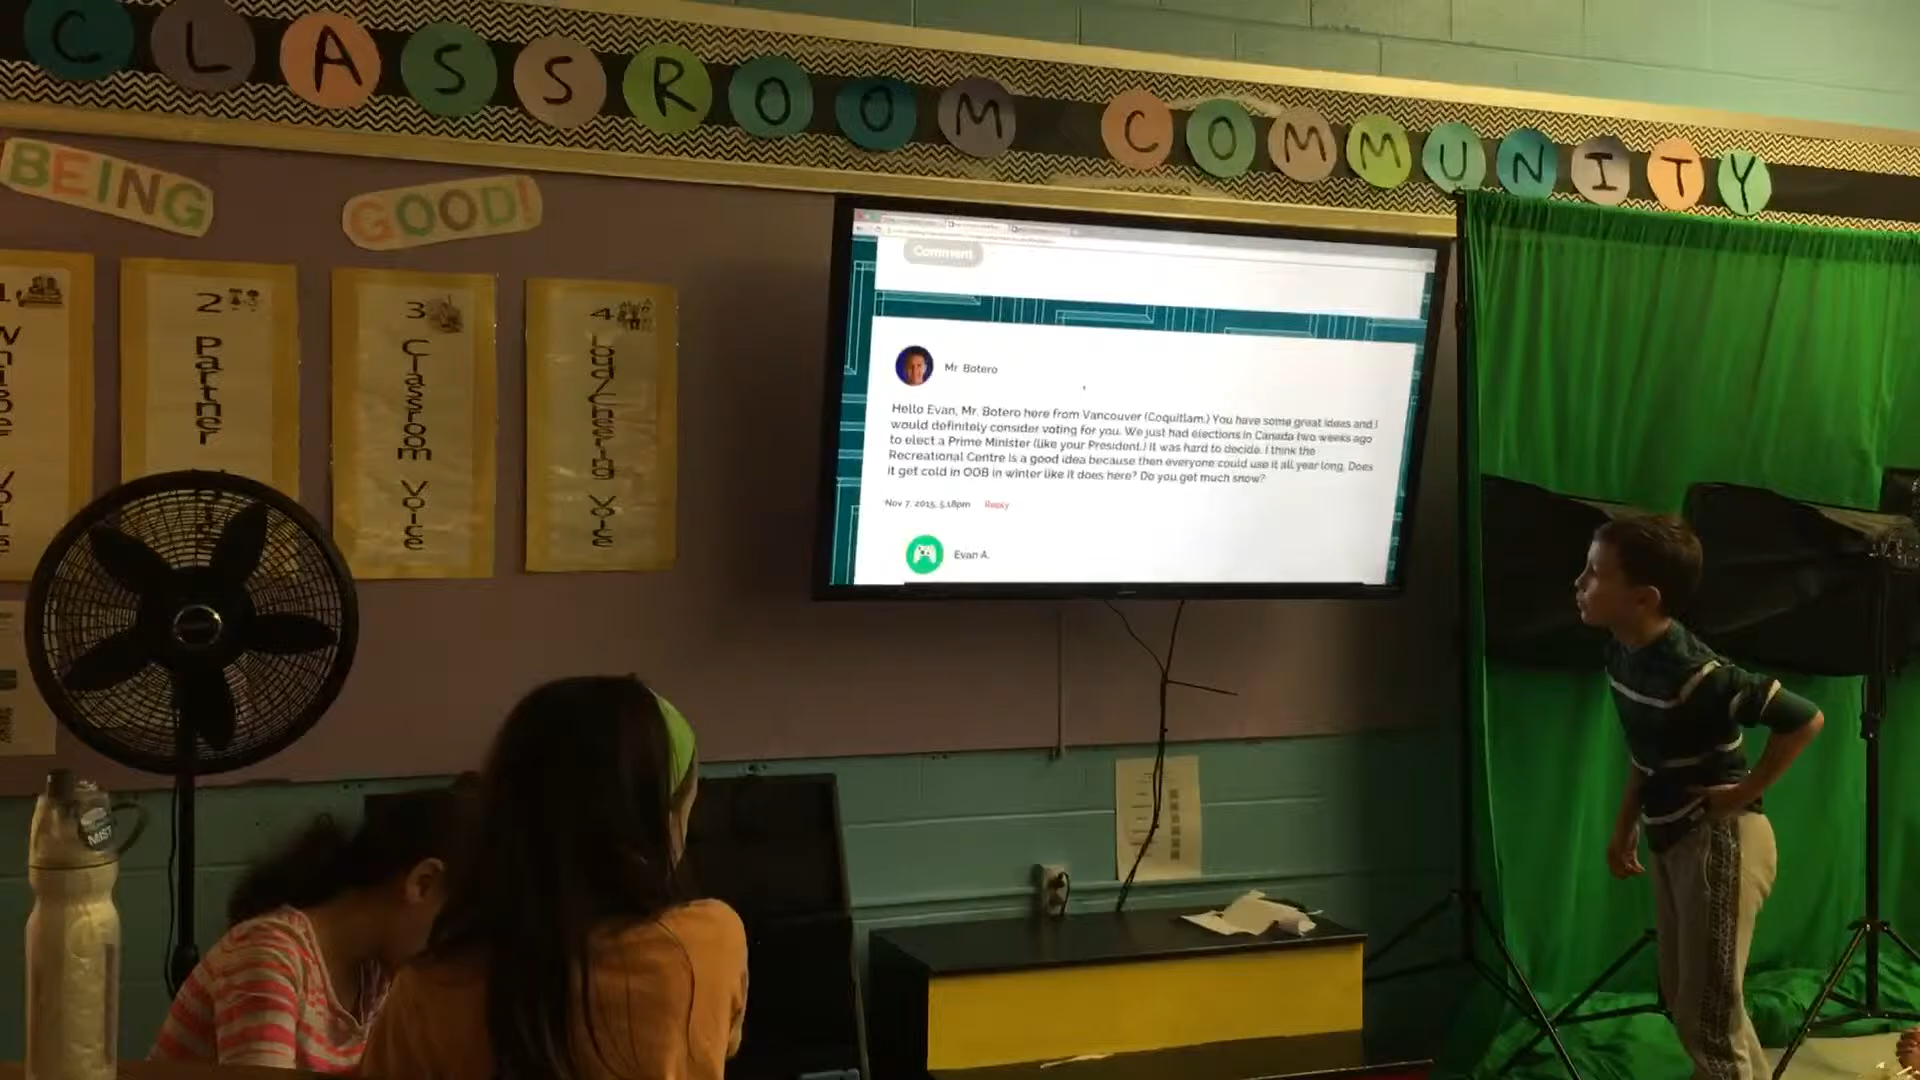 CLASSROOM COMMUNITY
BEING
GOOD!
1
2
Partner
3
Classroom Voice
4
Voice
Comment
Mr Botero
Hello Evan, Mr. Botero here from Vancouver (Coquitlam.) You have some great ideas and I
would definitely consider voting for you. We just had elections in Canada two weeks ago
to elect a Prime Minister (like your President.) It was hard to decide. I think the
Recreational Centre is a good idea because then everyone could use it all year long. Does
it get cold in OOB in winter like it does here? Do you get much snow?
Nov 7, 2015, 5:18pm Reply
Evan A.
MIST